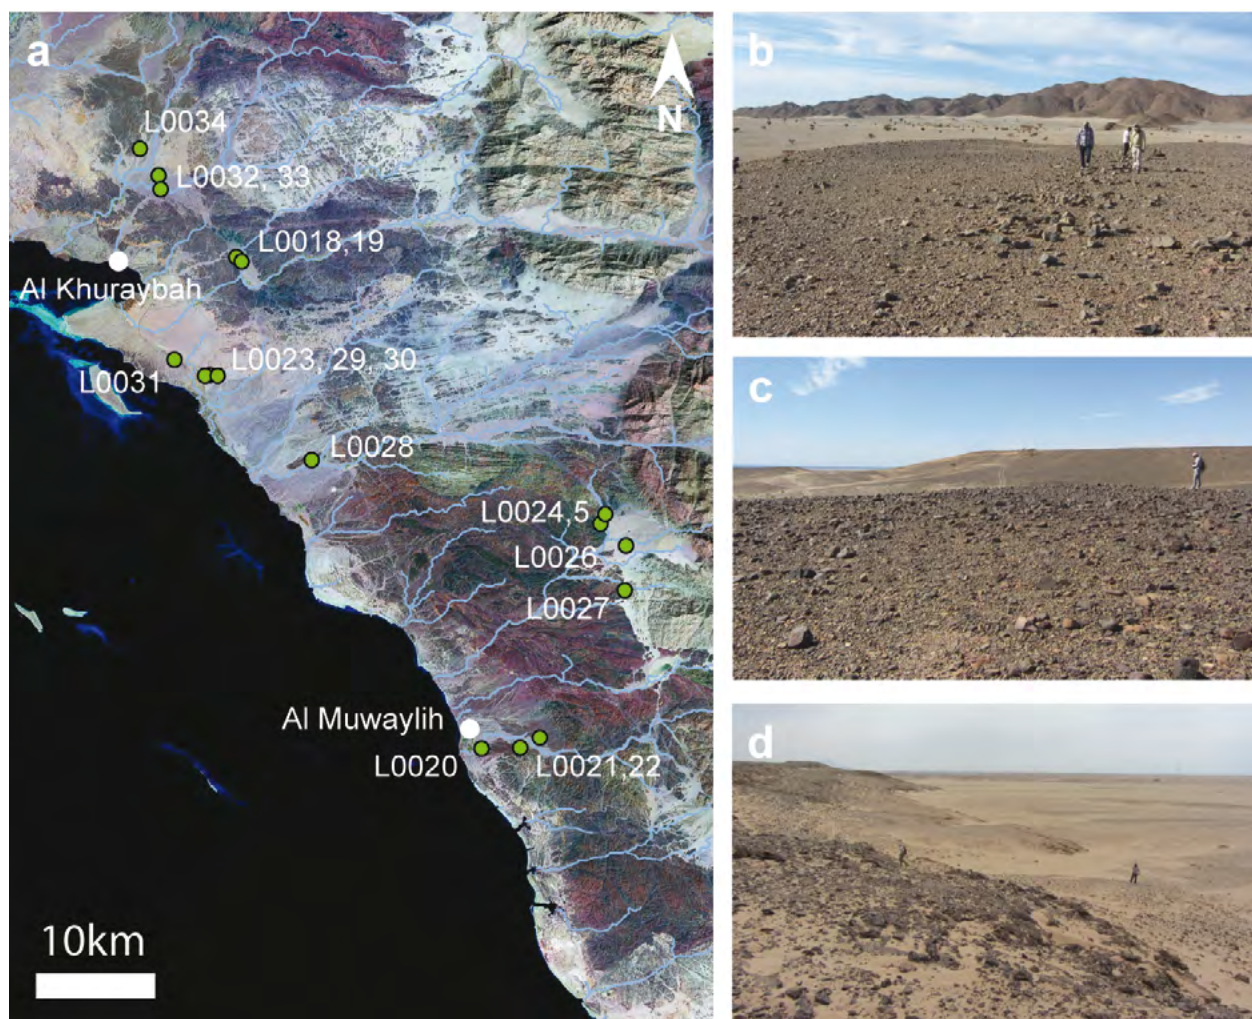 a
N
L0034
L0032, 33
L0018,19
Al Khuraybah
L0023, 29, 30
L0031
L0028
L0024,5
L0026
L0027
Al Muwaylih
L0020
L0021,22
10km
b
c
d